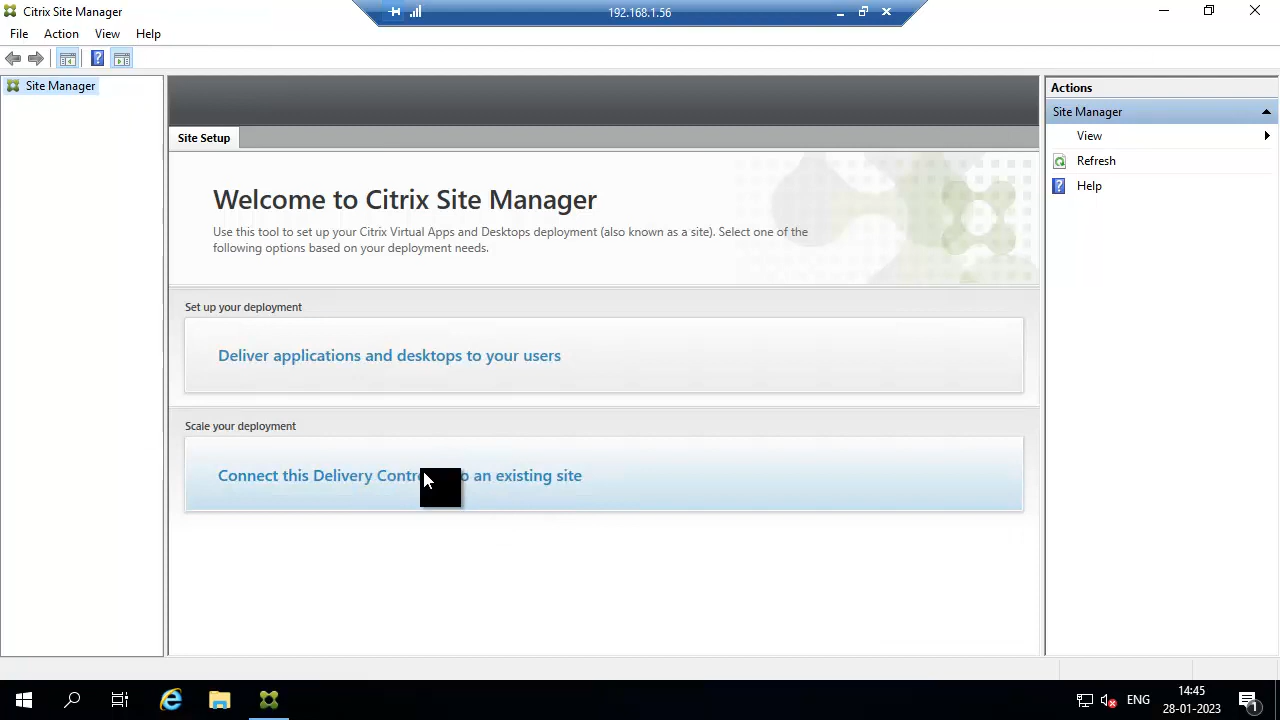 Citrix Site Manager
192.168.1.56
File Action View Help
Site Manager
Site Setup
Welcome to Citrix Site Manager
Use this tool to set up your Citrix Virtual Apps and Desktops deployment (also known as a site). Select one of the
following options based on your deployment needs.
Set up your deployment
Deliver applications and desktops to your users
Scale your deployment
Connect this Delivery an existing site
Actions
Site Manager
View
Refresh
Help
ENG
14:45
28-01-2023
1